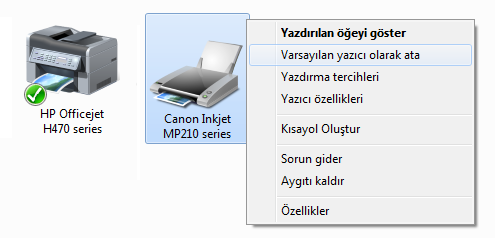 HP Officejet
H470 series
Canon Inkjet
MP210 series
Yazdırılan öğeyi göster
Varsayılan yazıcı olarak ata
Yazdırma tercihleri
Yazıcı özellikleri
Kısayol Oluştur
Sorun gider
Aygıtı kaldır
Özellikler